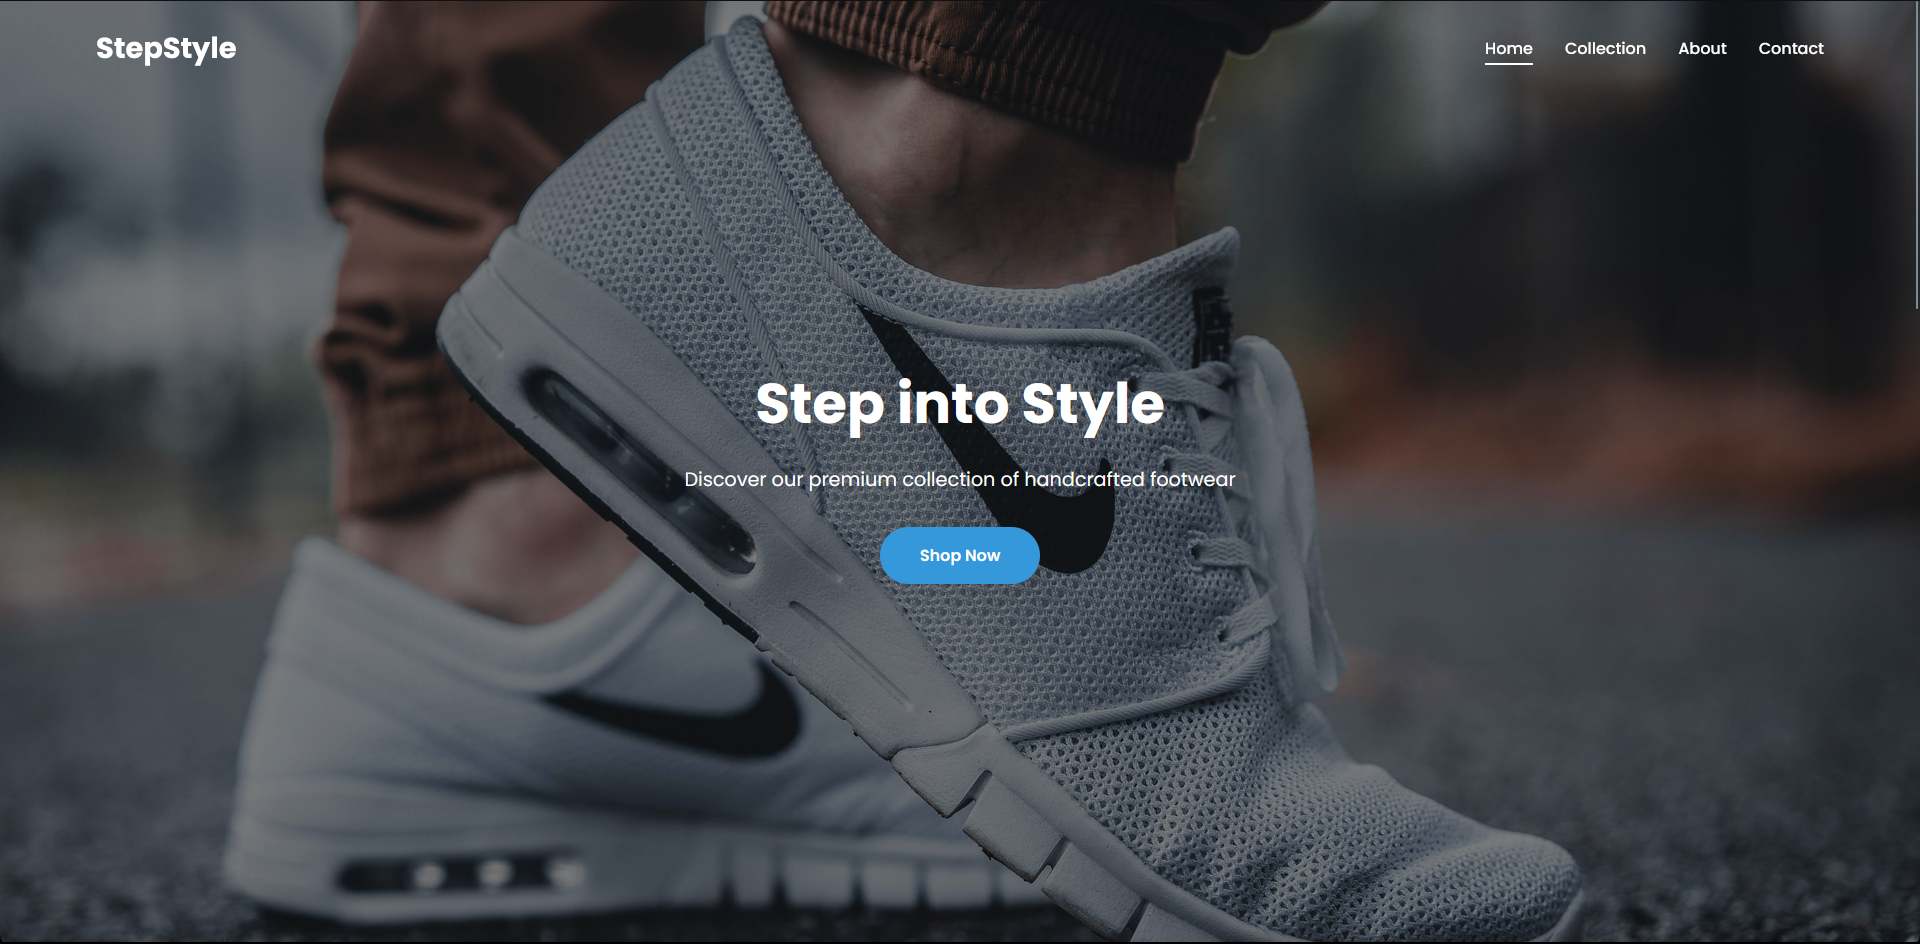 StepStyle
Home Collection About Contact
Step into Style
Discover our premium collection of handcrafted footwear
Shop Now